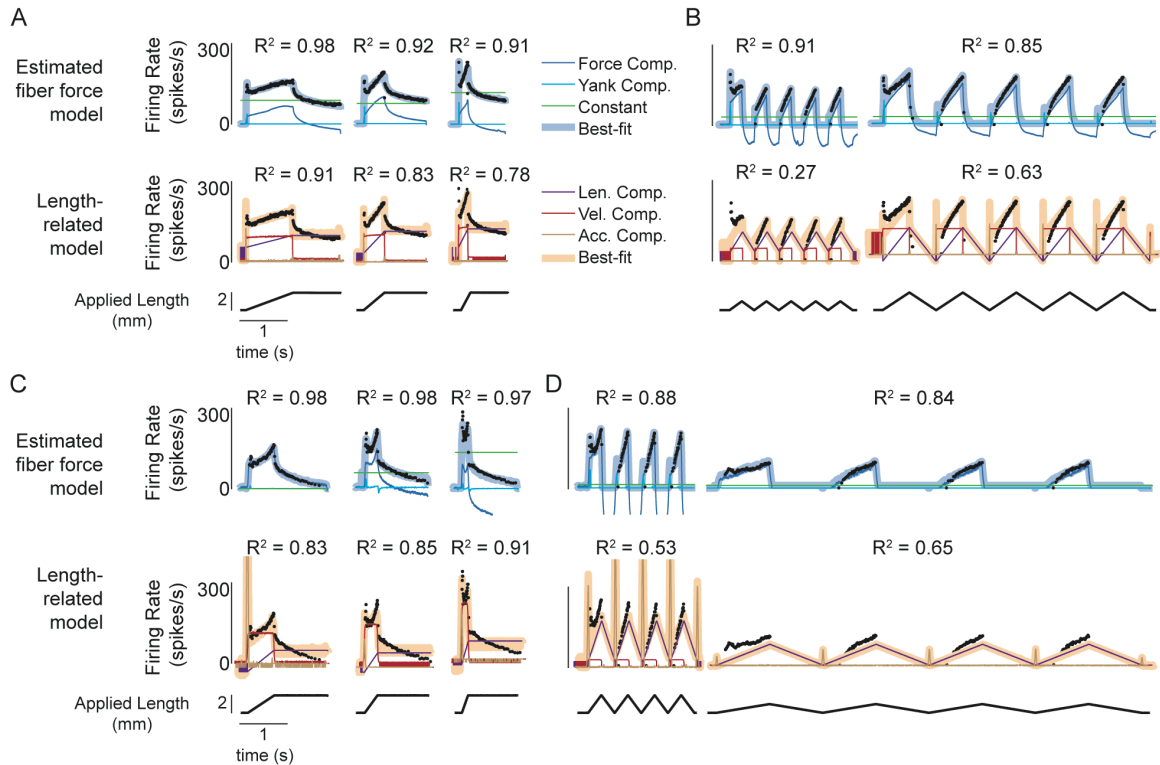 A
B
R² = 0.98
R² = 0.92
R² = 0.91
R² = 0.91
R² = 0.85
Estimated
fiber force
model
Firing Rate
(spikes/s)
300
0
Force Comp.
Yank Comp.
Constant
Best-fit
R² = 0.91
R² = 0.83
R² = 0.78
R² = 0.27
R² = 0.63
Length-
related
model
Firing Rate
(spikes/s)
300
0
Len. Comp.
Vel. Comp.
Acc. Comp.
Best-fit
Applied Length
(mm)
2
1
time (s)
C
D
R² = 0.98
R² = 0.98
R² = 0.97
R² = 0.88
R² = 0.84
Estimated
fiber force
model
Firing Rate
(spikes/s)
300
0
R² = 0.83
R² = 0.85
R² = 0.91
R² = 0.53
R² = 0.65
Length-
related
model
Firing Rate
(spikes/s)
300
0
Applied Length
(mm)
2
1
time (s)